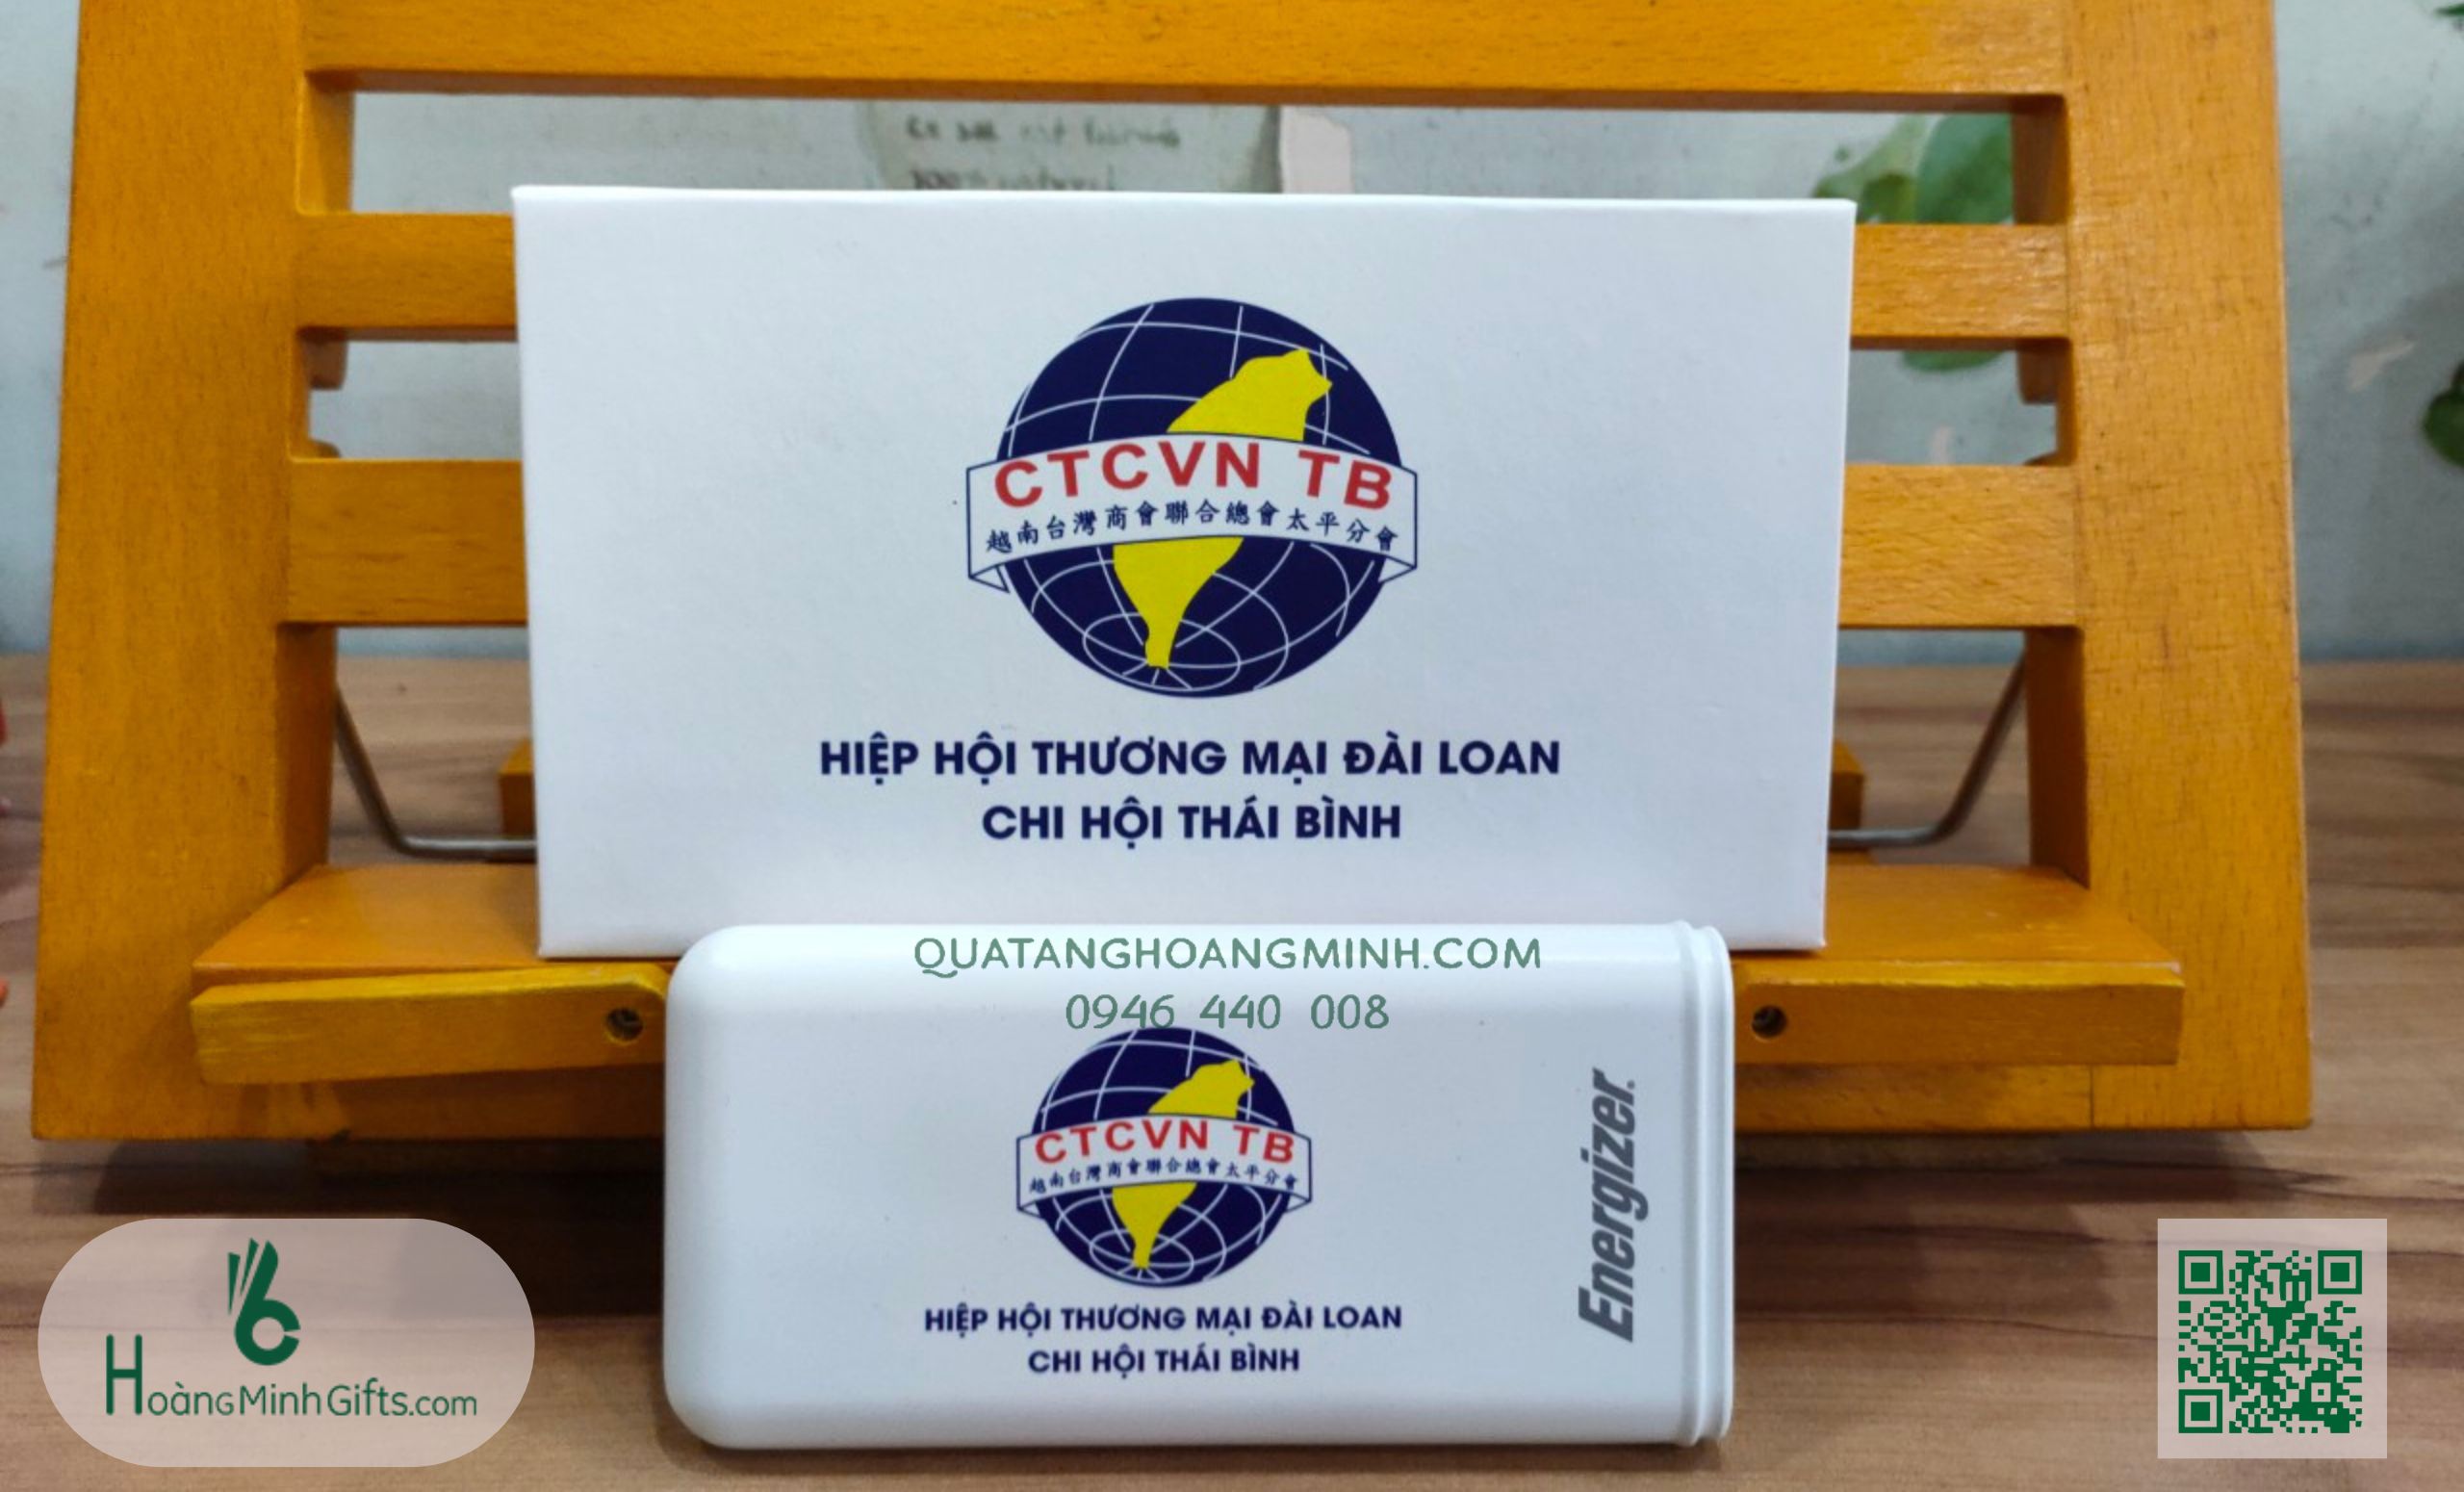 CTCVN TB
越南台灣商會聯合總會太平分會
HIỆP HỘI THƯƠNG MẠI ĐÀI LOAN
CHI HỘI THÁI BÌNH
QUATANGHOANGMINH.COM
0946 440 008
CTCVN TB
越南台灣商會聯合總會太平分會
HIỆP HỘI THƯƠNG MẠI ĐÀI LOAN
CHI HỘI THÁI BÌNH
Energizer.
HoàngMinhGifts.com